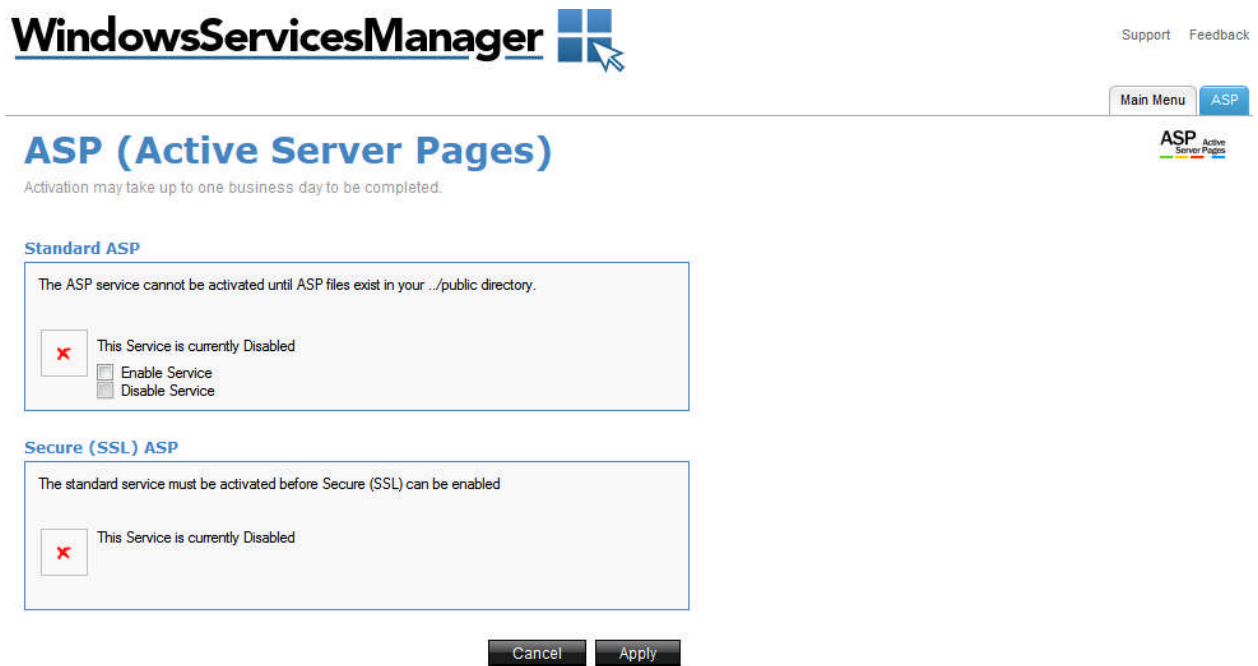 WindowsServicesManager
Support Feedback
Main Menu ASP
ASP (Active Server Pages)
ASP Active Server Pages
Activation may take up to one business day to be completed.
Standard ASP
The ASP service cannot be activated until ASP files exist in your ../public directory.
This Service is currently Disabled
Enable Service
Disable Service
Secure (SSL) ASP
The standard service must be activated before Secure (SSL) can be enabled
This Service is currently Disabled
Cancel Apply